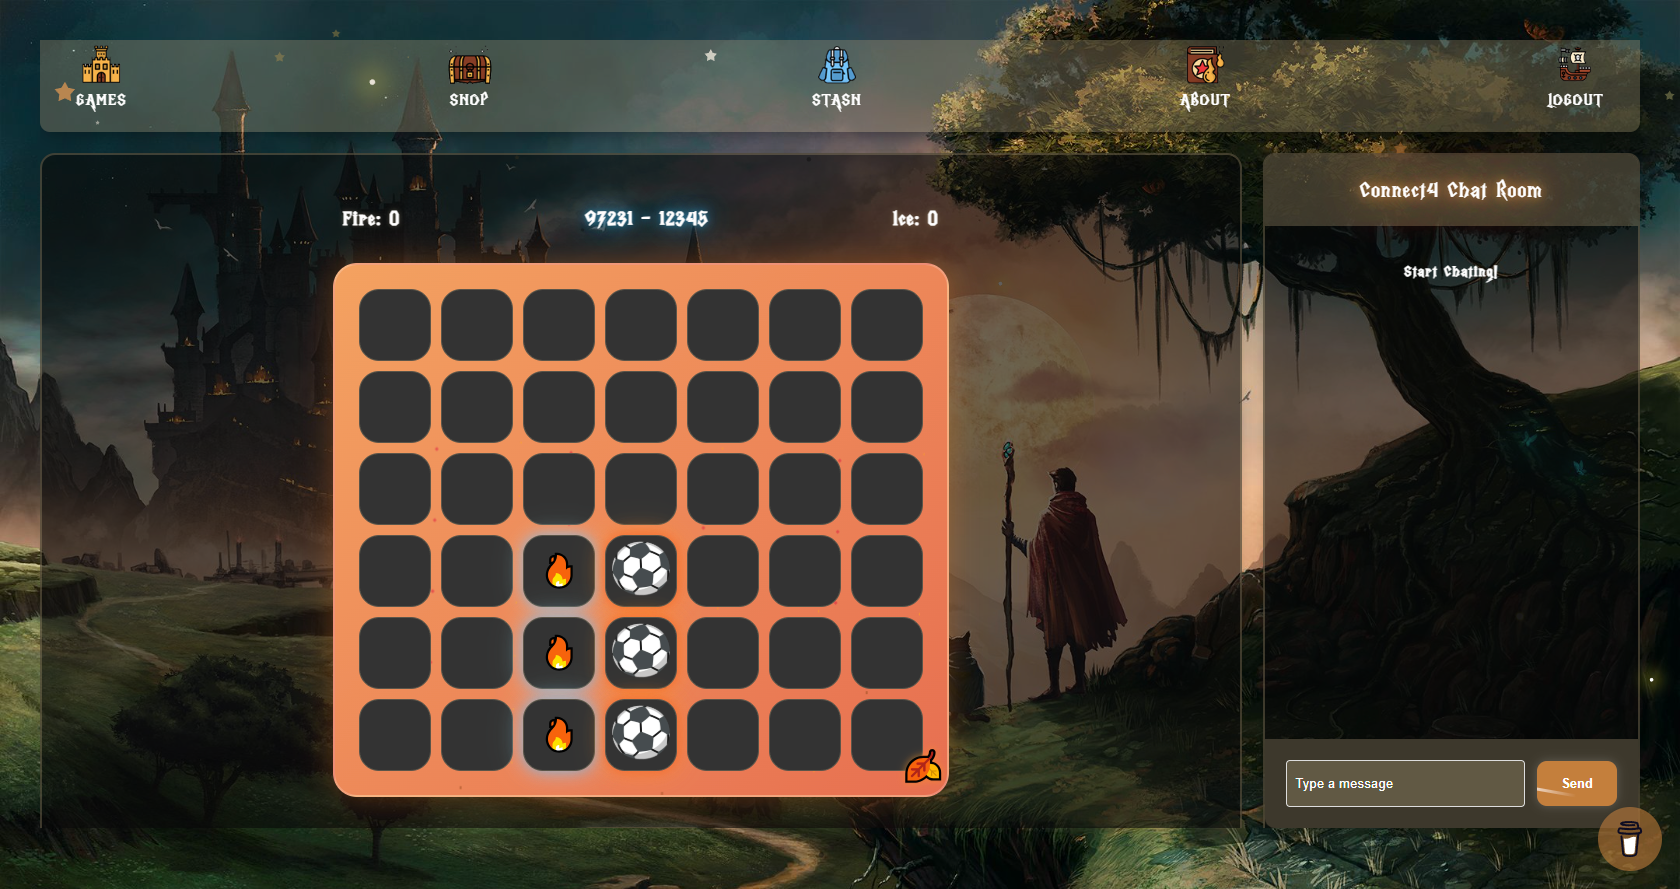 GAMES
SHOP
STASH
ABOUT
LOGOUT
Fire: 0
97231 - 12345
Ice: 0
Connect4 Chat Room
Start Chating!
Type a message
Send